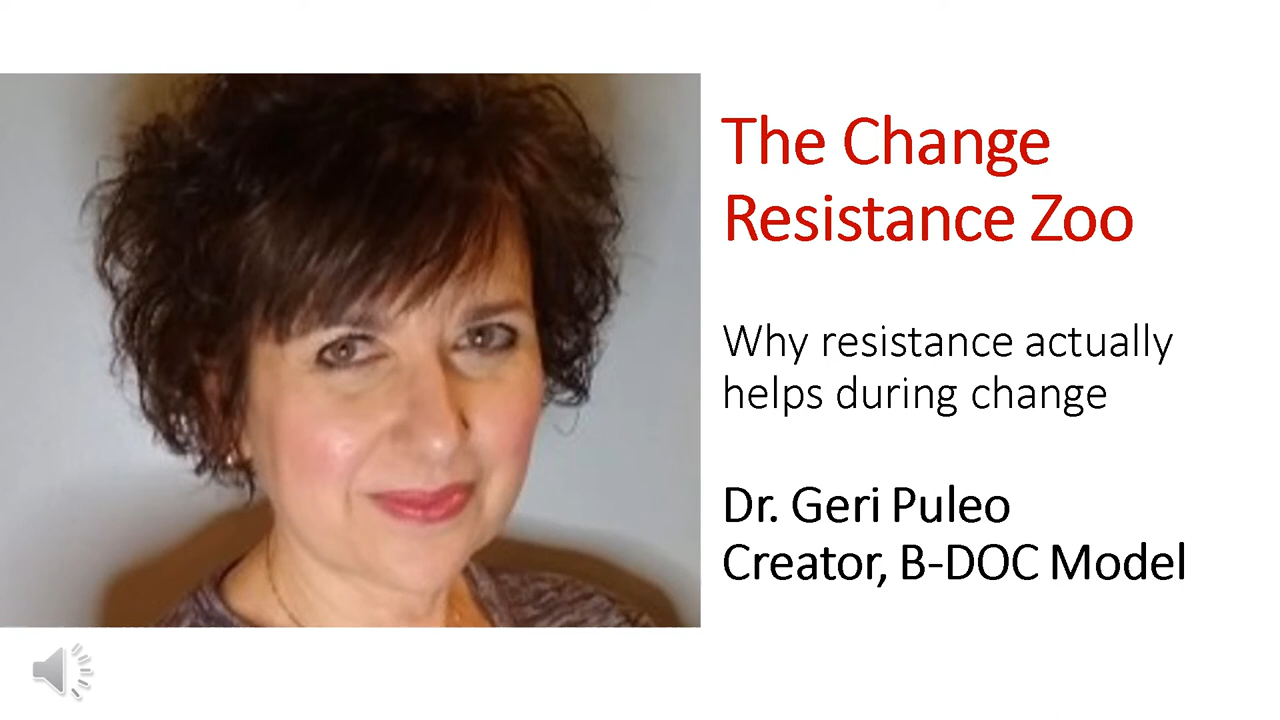 The Change
Resistance Zoo
Why resistance actually
helps during change
Dr. Geri Puleo
Creator, B-DOC Model